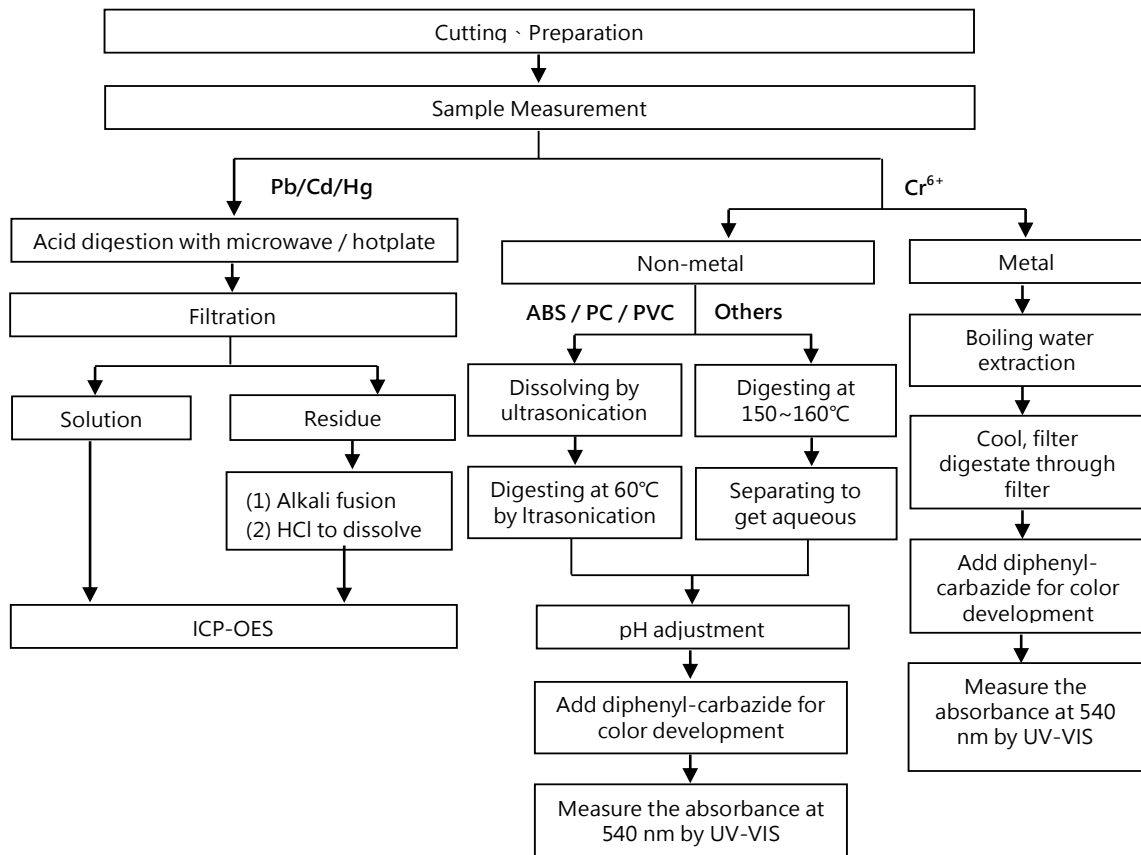 Cutting、Preparation
Sample Measurement
Pb/Cd/Hg
Cr⁶⁺
Acid digestion with microwave / hotplate
Filtration
Solution
Residue
(1) Alkali fusion
(2) HCl to dissolve
ICP-OES
Non-metal
ABS / PC / PVC
Others
Dissolving by
ultrasonication
Digesting at
150~160℃
Digesting at 60℃
by ltrasonication
Separating to
get aqueous
pH adjustment
Add diphenyl-carbazide for
color development
Measure the absorbance at
540 nm by UV-VIS
Metal
Boiling water
extraction
Cool, filter
digestate through
filter
Add diphenyl-
carbazide for color
development
Measure the
absorbance at 540
nm by UV-VIS